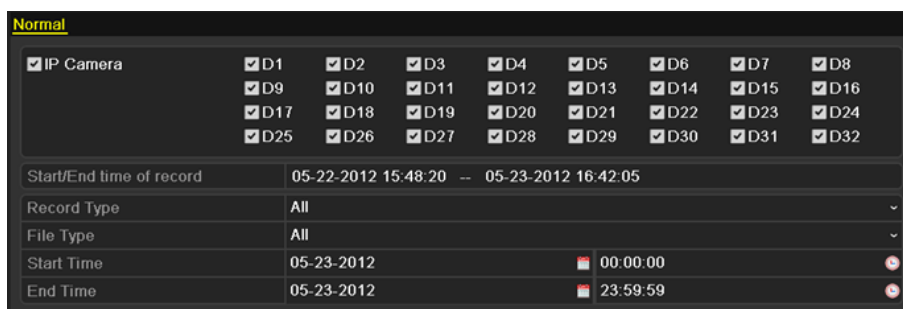 Normal
IP Camera D1 D2 D3 D4 D5 D6 D7 D8
D9 D10 D11 D12 D13 D14 D15 D16
D17 D18 D19 D20 D21 D22 D23 D24
D25 D26 D27 D28 D29 D30 D31 D32
Start/End time of record 05-22-2012 15:48:20 -- 05-23-2012 16:42:05
Record Type All
File Type All
Start Time 05-23-2012 00:00:00
End Time 05-23-2012 23:59:59